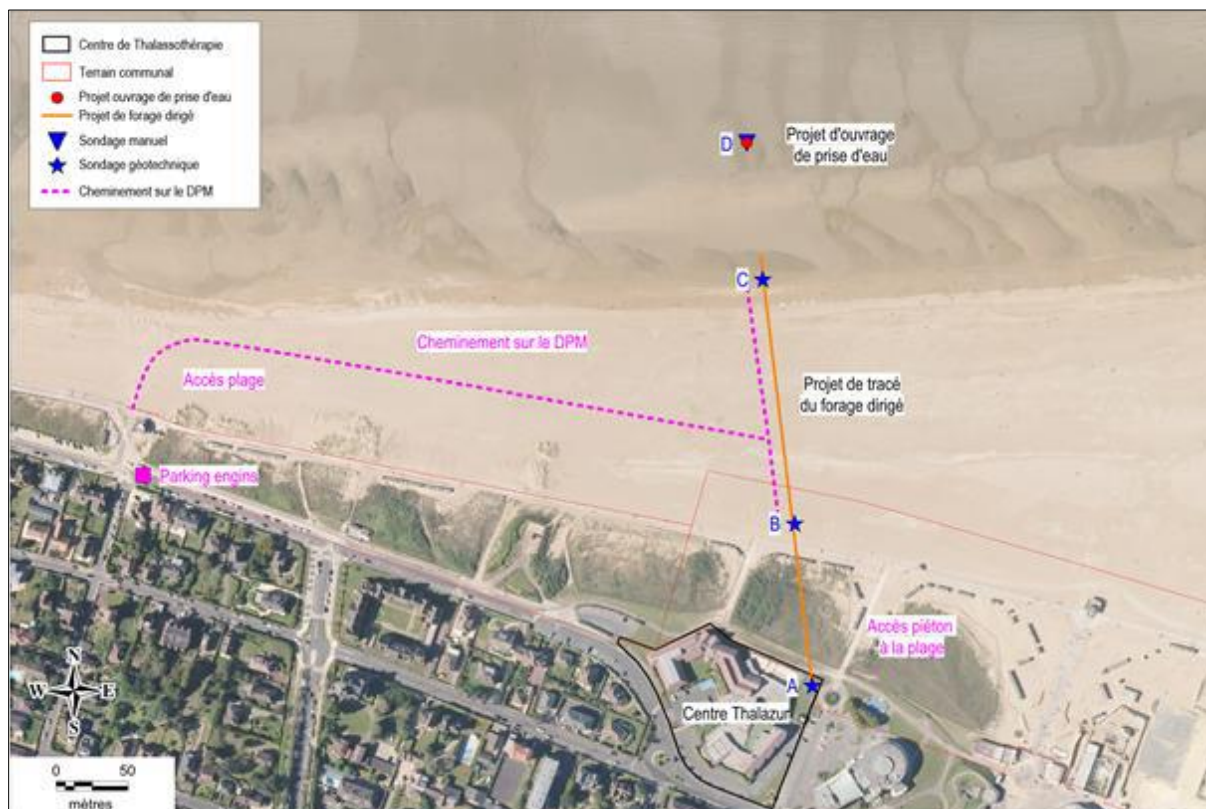 Centre de Thalassothérapie
Terrain communal
Projet ouvrage de prise d'eau
Projet de forage dirigé
Sondage manuel
Sondage géotechnique
Cheminement sur le DPM
D
Projet d'ouvrage
de prise d'eau
C
Cheminement sur le DPM
Accès plage
Projet de tracé
du forage dirigé
Parking engins
B
Accès piéton
à la plage
A
Centre Thalazur
N
W E
S
0 50
mètres